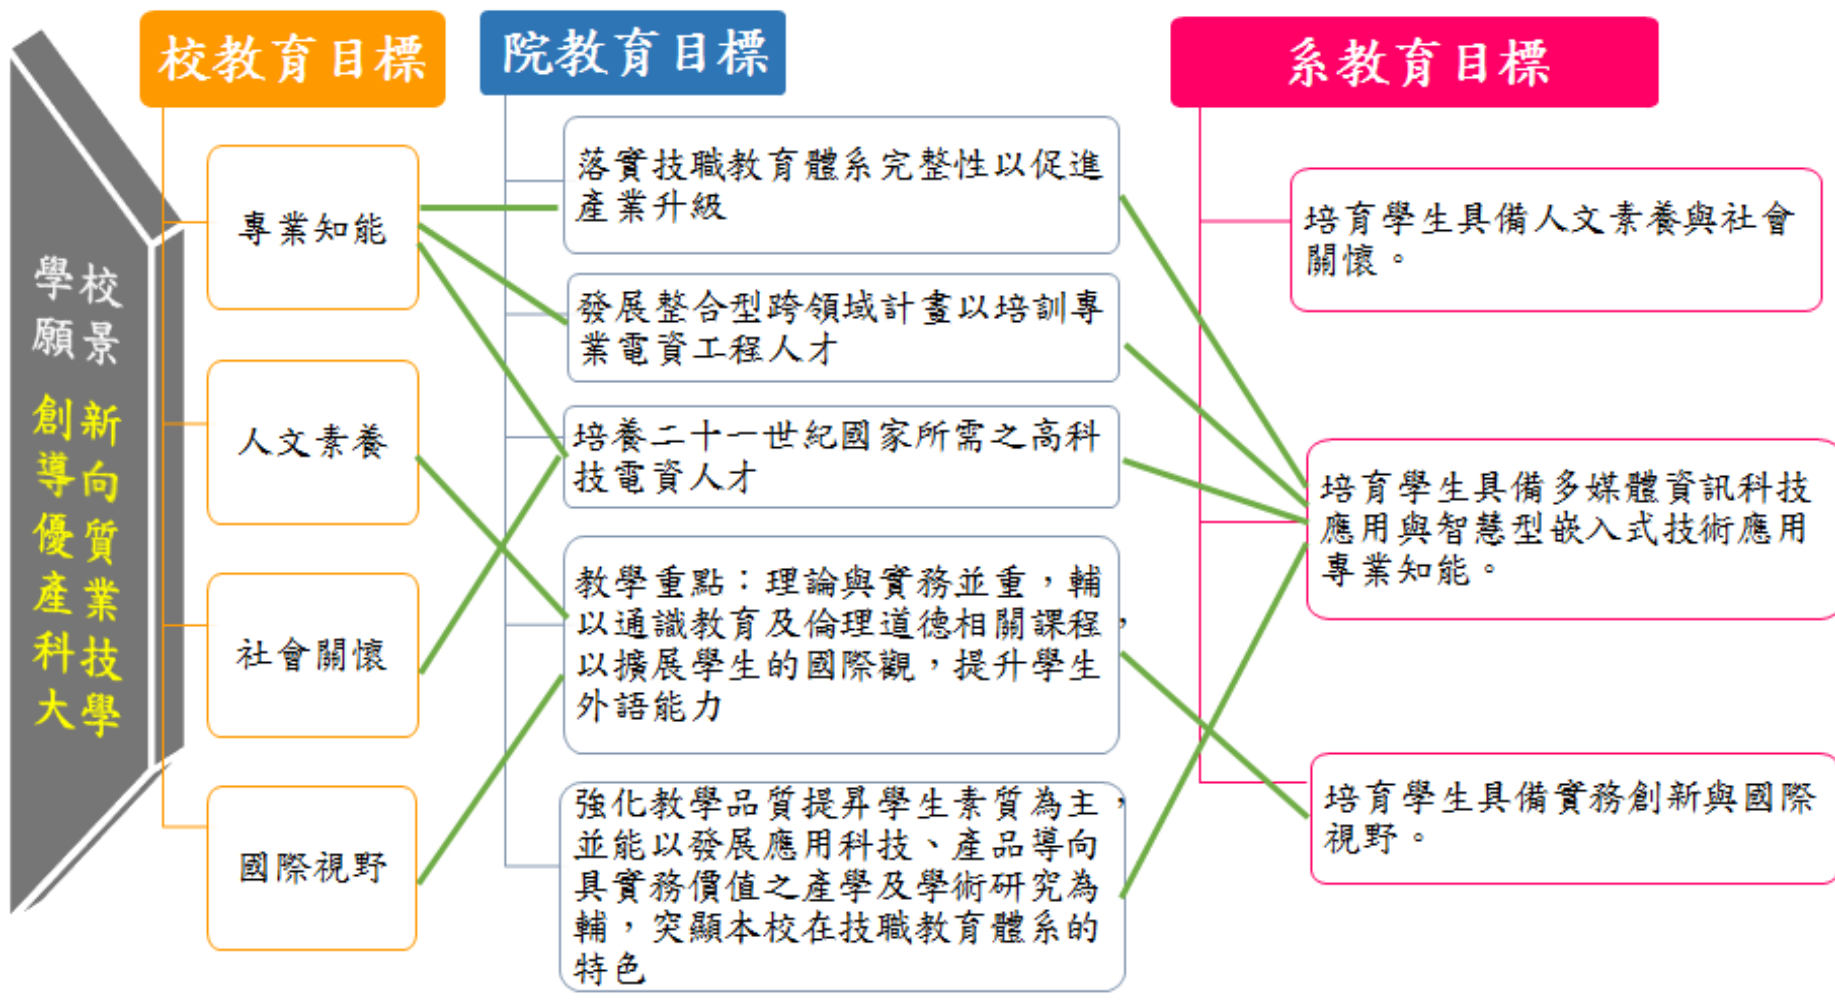 校教育目標
院教育目標
系教育目標
學校
願景
創新
導向
優質
產業
科技
大學
專業知能
人文素養
社會關懷
國際視野
落實技職教育體系完整性以促進
產業升級
發展整合型跨領域計畫以培訓專
業電資工程人才
培養二十一世紀國家所需之高科
技電資人才
教學重點：理論與實務並重，輔
以通識教育及倫理道德相關課程，
以擴展學生的國際觀，提升學生
外語能力
強化教學品質提昇學生素質為主，
並能以發展應用科技、產品導向
具實務價值之產學及學術研究為
輔，突顯本校在技職教育體系的
特色
培育學生具備人文素養與社會
關懷。
培育學生具備多媒體資訊科技
應用與智慧型嵌入式技術應用
專業知能。
培育學生具備實務創新與國際
視野。